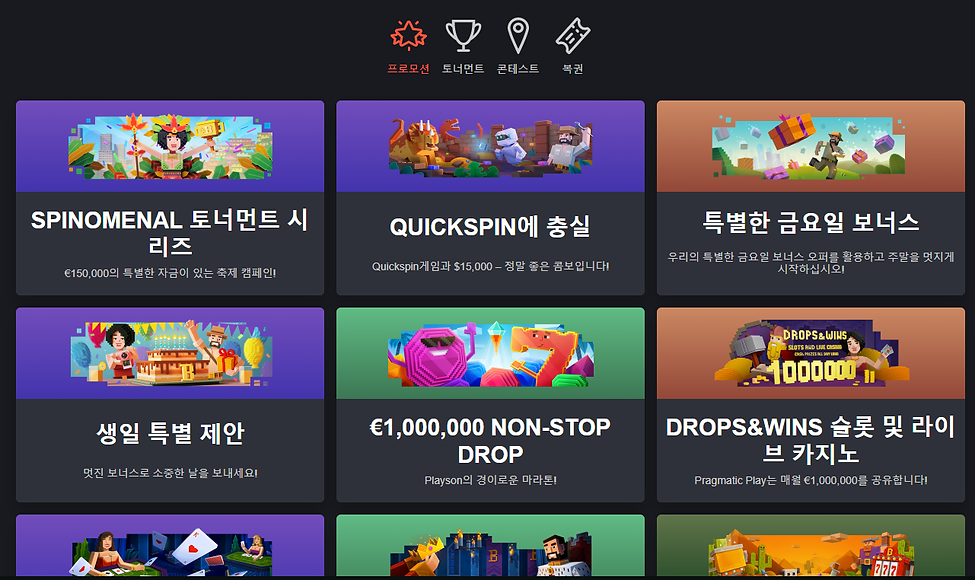 프로모션 토너먼트 콘테스트 복권
SPINOMENAL 토너먼트 시
리즈
€150,000의 특별한 자금이 있는 축제 캠페인!
QUICKSPIN에 충실
Quickspin게임과 $15,000 – 정말 좋은 콤보입니다!
특별한 금요일 보너스
우리의 특별한 금요일 보너스 오퍼를 활용하고 주말을 멋지게
시작하십시오!
B
생일 특별 제안
멋진 보너스로 소중한 날을 보내세요!
7
€1,000,000 NON-STOP
DROP
Playson의 경이로운 마라톤!
DROPS&WINS
SLOTS AND LIVE CASINO
CASH PRIZES ALL DAY LONG
1000000
DROPS&WINS 슬롯 및 라이
브 카지노
Pragmatic Play는 매월 €1,000,000를 공유합니다!
B
B
777